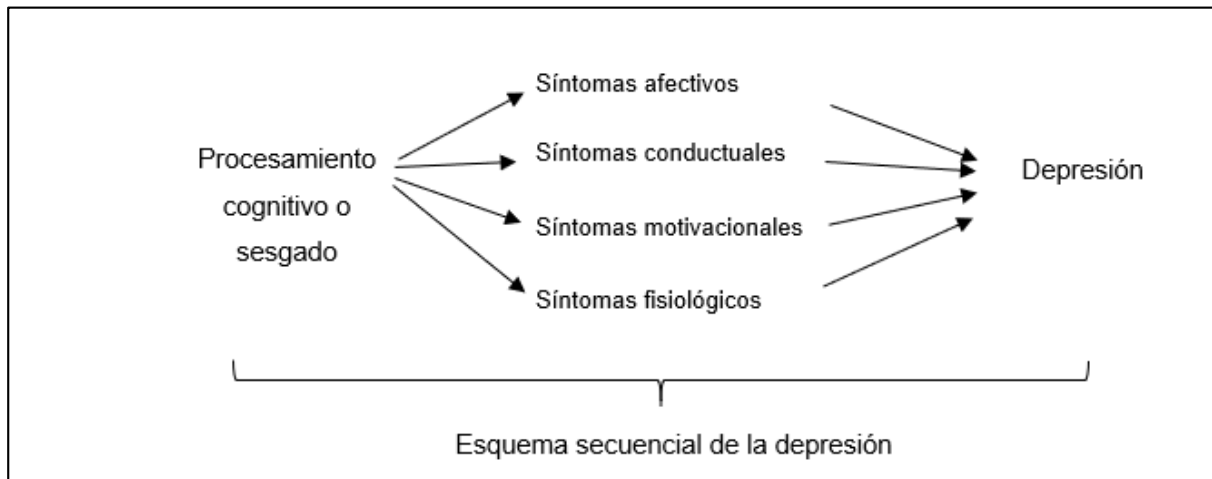 Síntomas afectivos
Procesamiento
cognitivo o
sesgado
Síntomas conductuales
Síntomas motivacionales
Síntomas fisiológicos
Depresión
Esquema secuencial de la depresión